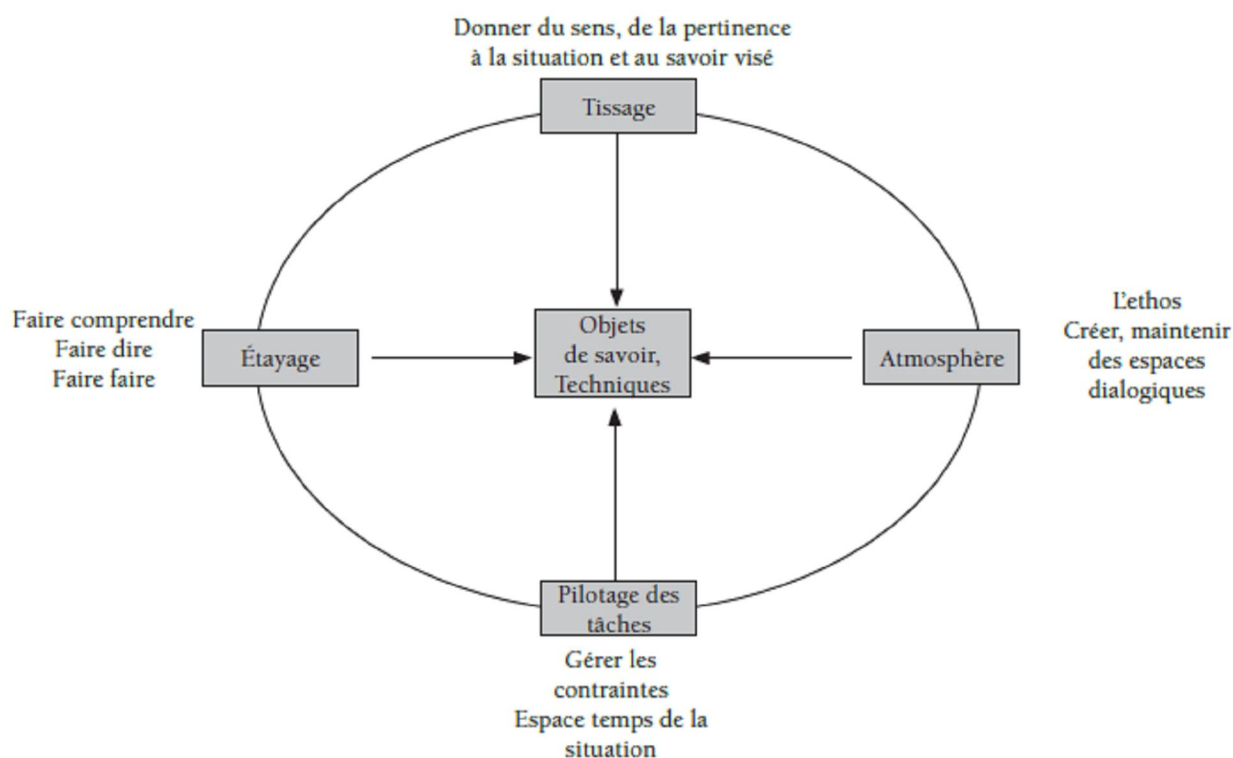 Donner du sens, de la pertinence
à la situation et au savoir visé
Tissage
Faire comprendre
Faire dire
Faire faire
Étayage
Objets
de savoir,
Techniques
Atmosphère
L'ethos
Créer, maintenir
des espaces
dialogiques
Pilotage des
tâches
Gérer les
contraintes
Espace temps de la
situation